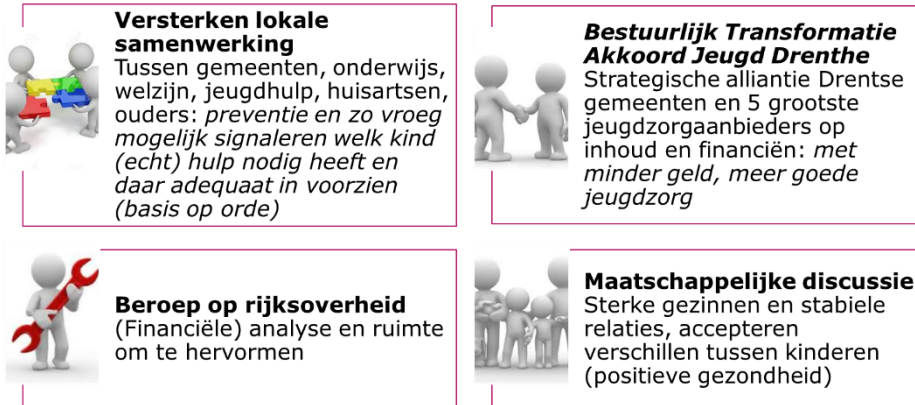 Versterken lokale
samenwerking
Tussen gemeenten, onderwijs,
welzijn, jeugdhulp, huisartsen,
ouders: preventie en zo vroeg
mogelijk signaleren welk kind
(echt) hulp nodig heeft en
daar adequaat in voorzien
(basis op orde)
Bestuurlijk Transformatie
Akkoord Jeugd Drenthe
Strategische alliantie Drentse
gemeenten en 5 grootste
jeugdzorgaanbieders op
inhoud en financiën: met
minder geld, meer goede
jeugdzorg
Beroep op rijksoverheid
(Financiële) analyse en ruimte
om te hervormen
Maatschappelijke discussie
Sterke gezinnen en stabiele
relaties, accepteren
verschillen tussen kinderen
(positieve gezondheid)